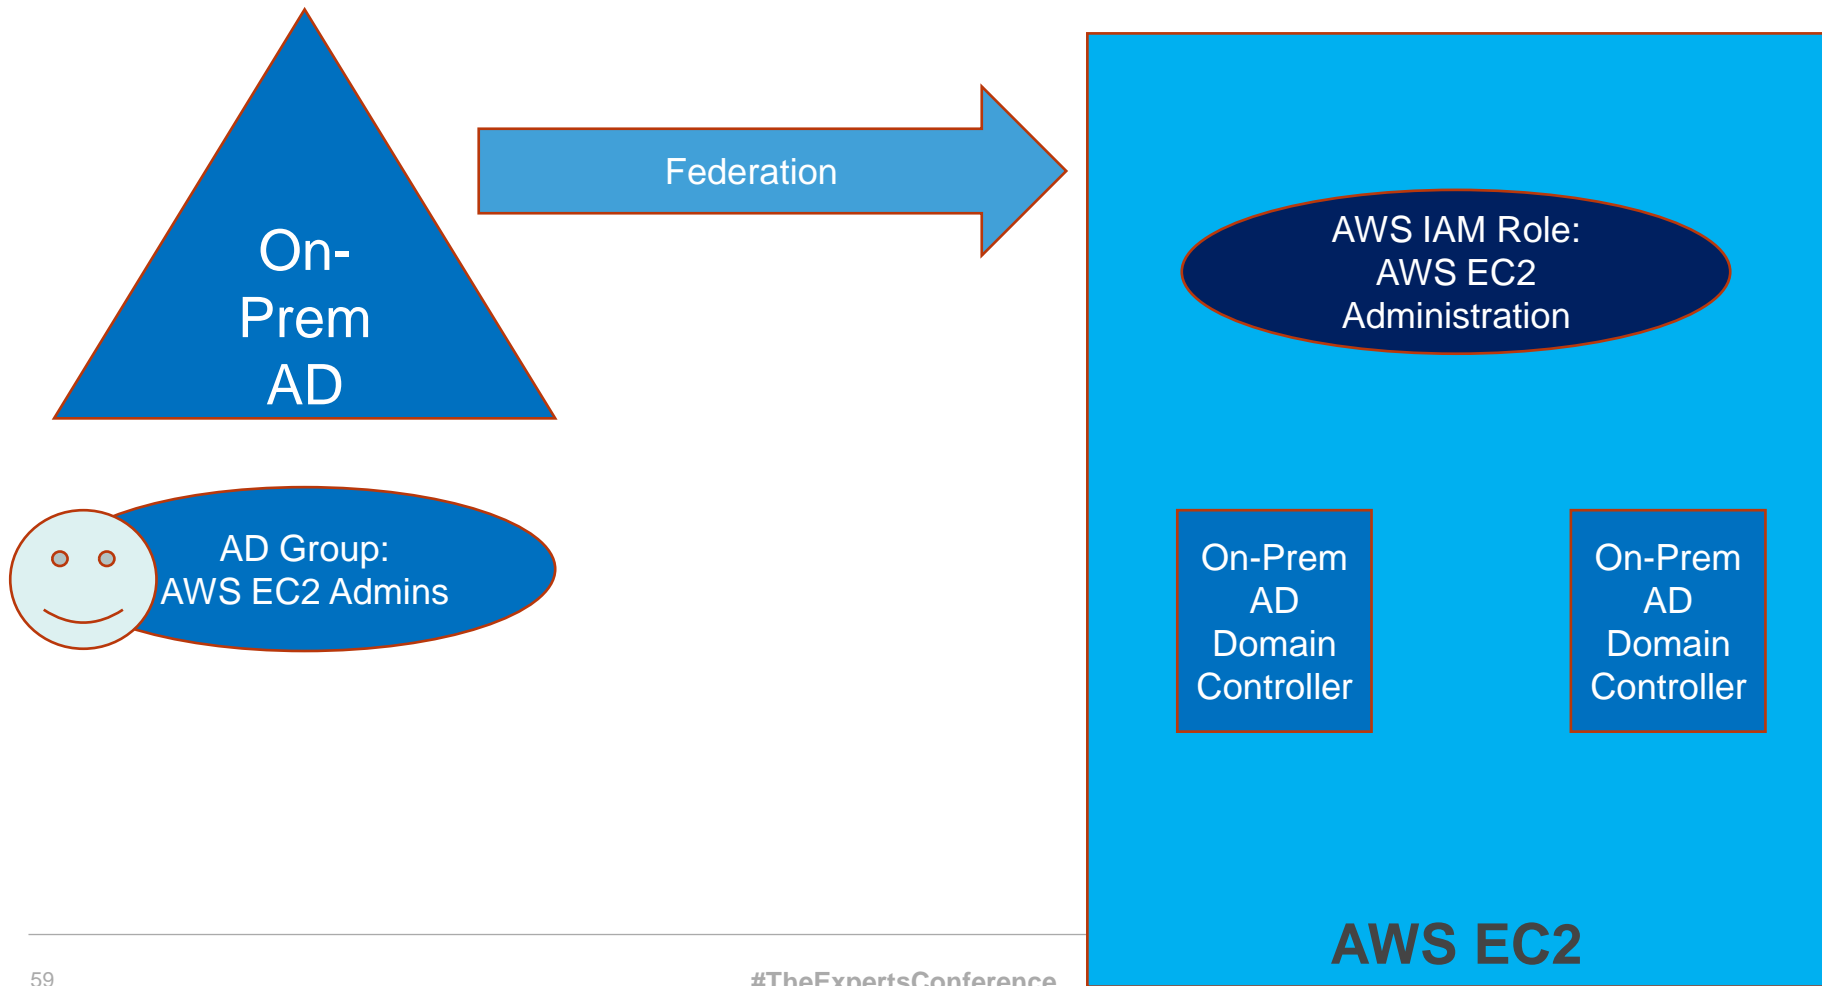 On-
Prem
AD
Federation
AWS IAM Role:
AWS EC2
Administration
AD Group:
AWS EC2 Admins
On-Prem
AD
Domain
Controller
On-Prem
AD
Domain
Controller
AWS EC2
59
#TheExpertsConference